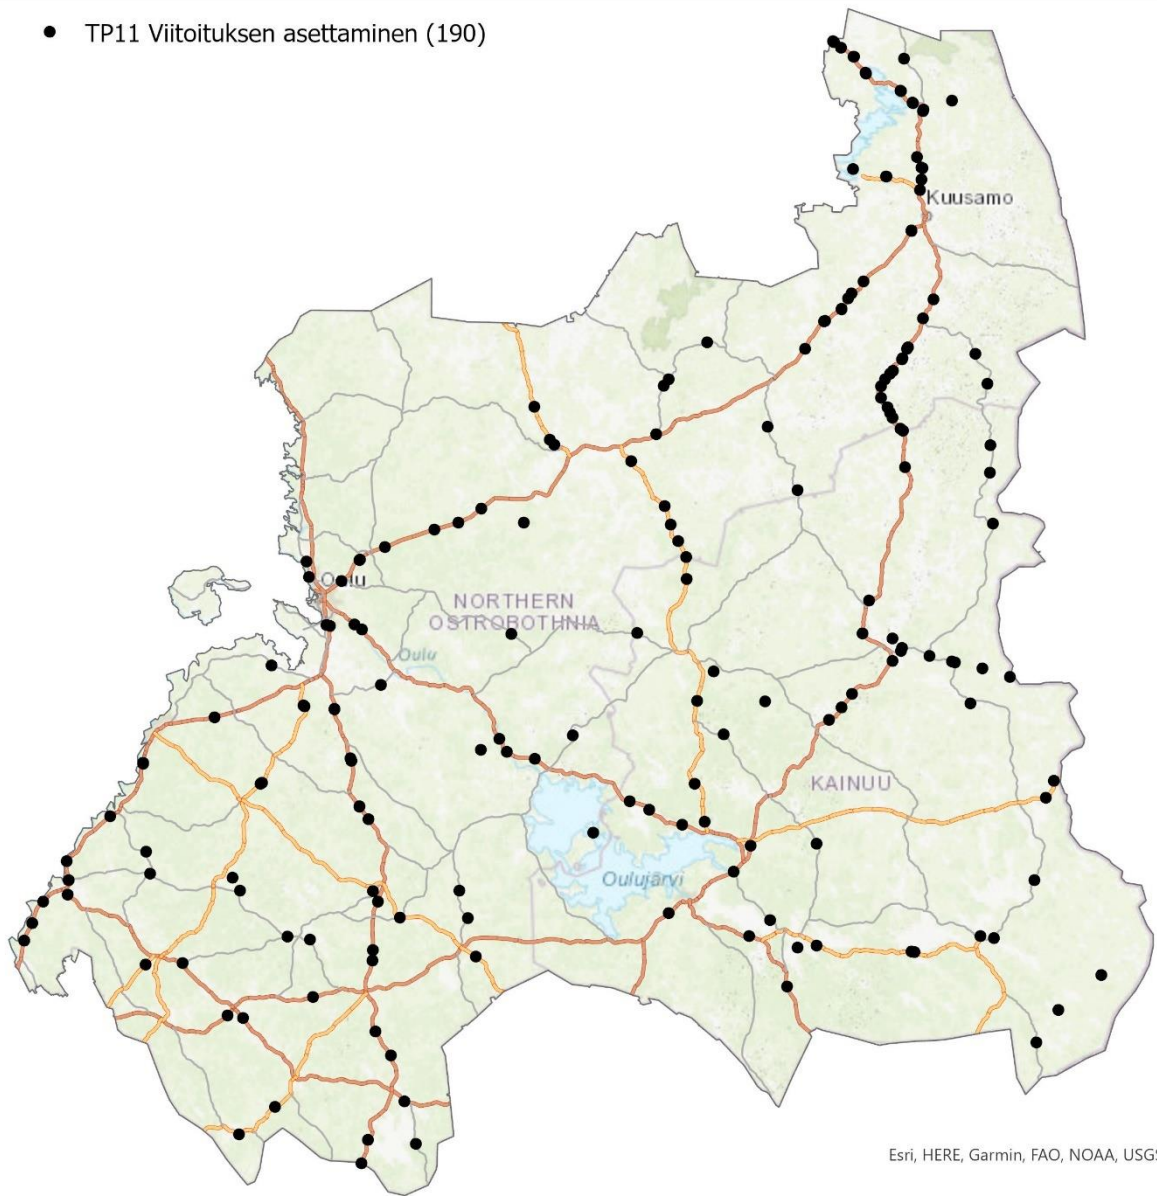 TP11 Viitoituksen asettaminen (190)
Kuusamo
Oulu
NORTHERN
OSTROBOTHNIA
Oulu
KAINUU
Oulujärvi
Esri, HERE, Garmin, FAO, NOAA, USGS